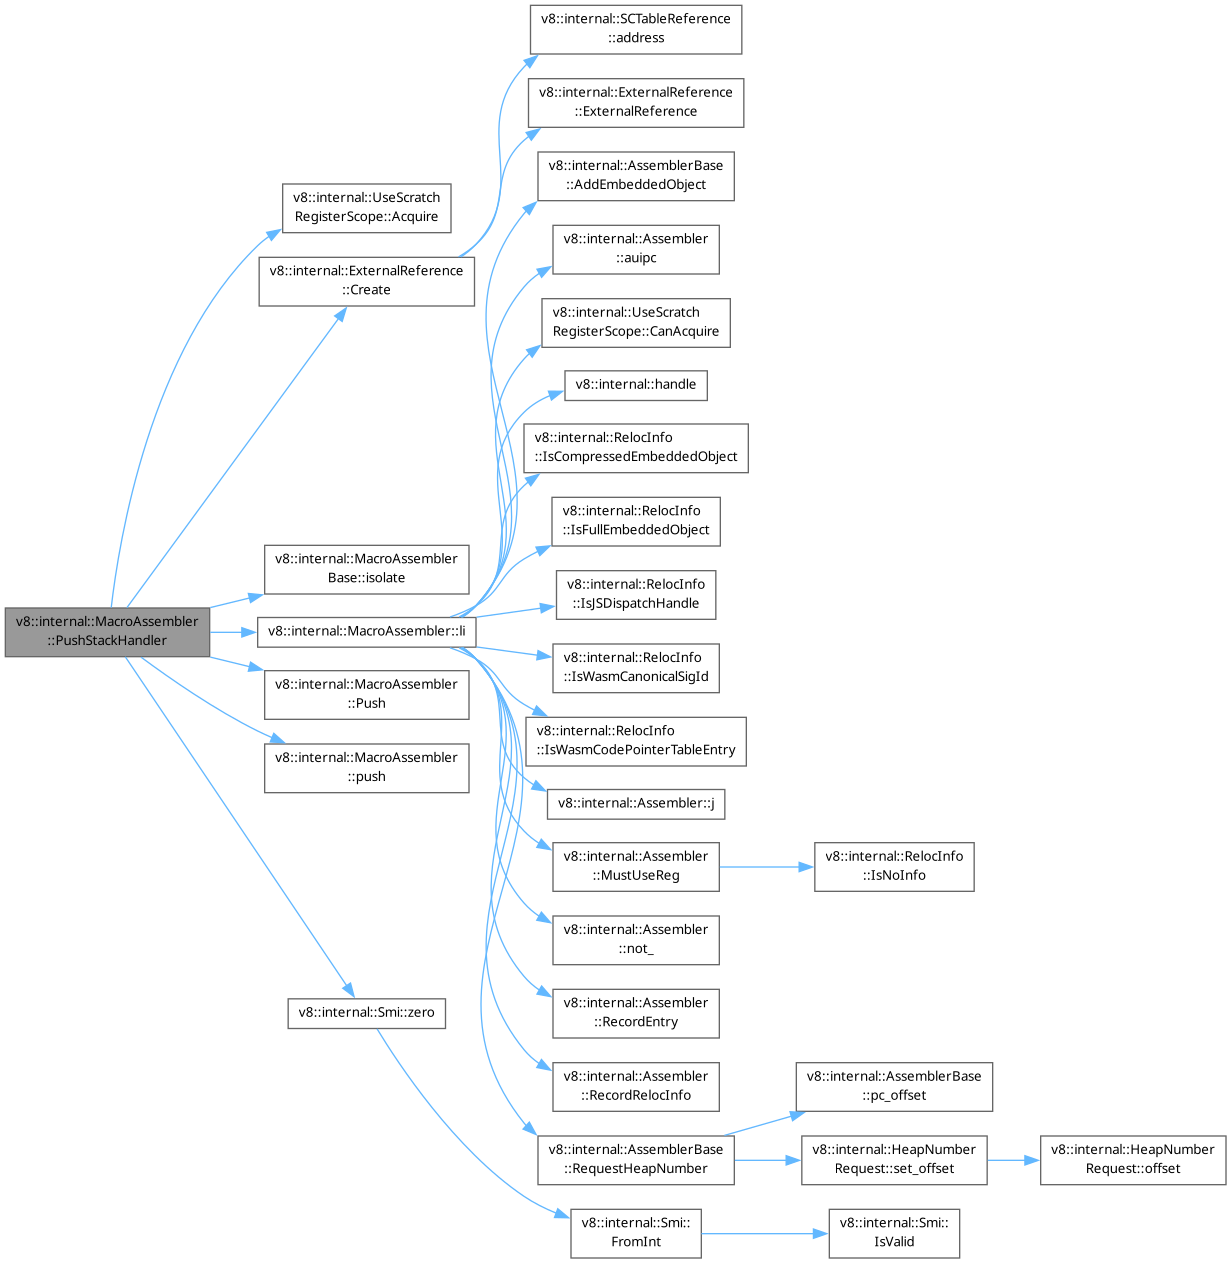 v8::internal::MacroAssembler
::PushStackHandler
v8::internal::UseScratch
RegisterScope::Acquire
v8::internal::ExternalReference
::Create
v8::internal::MacroAssembler
Base::isolate
v8::internal::MacroAssembler::li
v8::internal::MacroAssembler
::Push
v8::internal::MacroAssembler
::push
v8::internal::Smi::zero
v8::internal::SCTableReference
::address
v8::internal::ExternalReference
::ExternalReference
v8::internal::AssemblerBase
::AddEmbeddedObject
v8::internal::Assembler
::auipc
v8::internal::UseScratch
RegisterScope::CanAcquire
v8::internal::handle
v8::internal::RelocInfo
::IsCompressedEmbeddedObject
v8::internal::RelocInfo
::IsFullEmbeddedObject
v8::internal::RelocInfo
::IsJSDispatchHandle
v8::internal::RelocInfo
::IsWasmCanonicalSigId
v8::internal::RelocInfo
::IsWasmCodePointerTableEntry
v8::internal::Assembler::j
v8::internal::Assembler
::MustUseReg
v8::internal::Assembler
::not_
v8::internal::Assembler
::RecordEntry
v8::internal::Assembler
::RecordRelocInfo
v8::internal::AssemblerBase
::RequestHeapNumber
v8::internal::Smi::
FromInt
v8::internal::RelocInfo
::IsNoInfo
v8::internal::AssemblerBase
::pc_offset
v8::internal::HeapNumber
Request::set_offset
v8::internal::Smi::
IsValid
v8::internal::HeapNumber
Request::offset